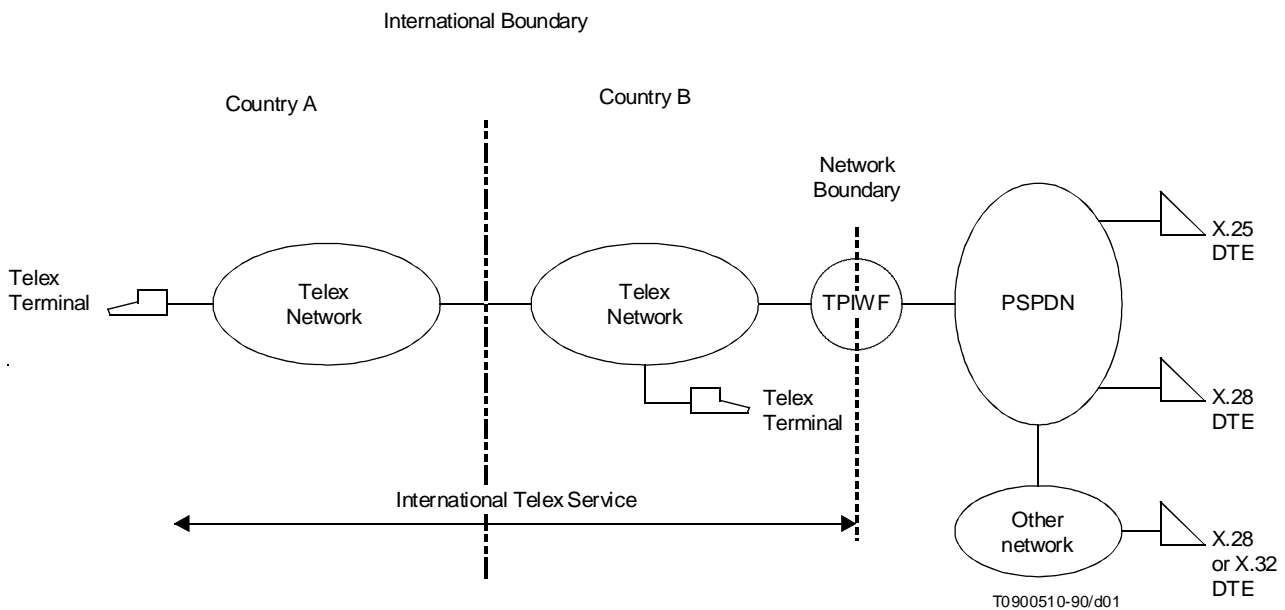 International Boundary
Country A
Country B
Network
Boundary
Telex
Terminal
Telex
Network
Telex
Network
TPIWF
PSPDN
X.25
DTE
X.28
DTE
Telex
Terminal
International Telex Service
Other
network
X.28
or X.32
DTE
T0900510-90/d01